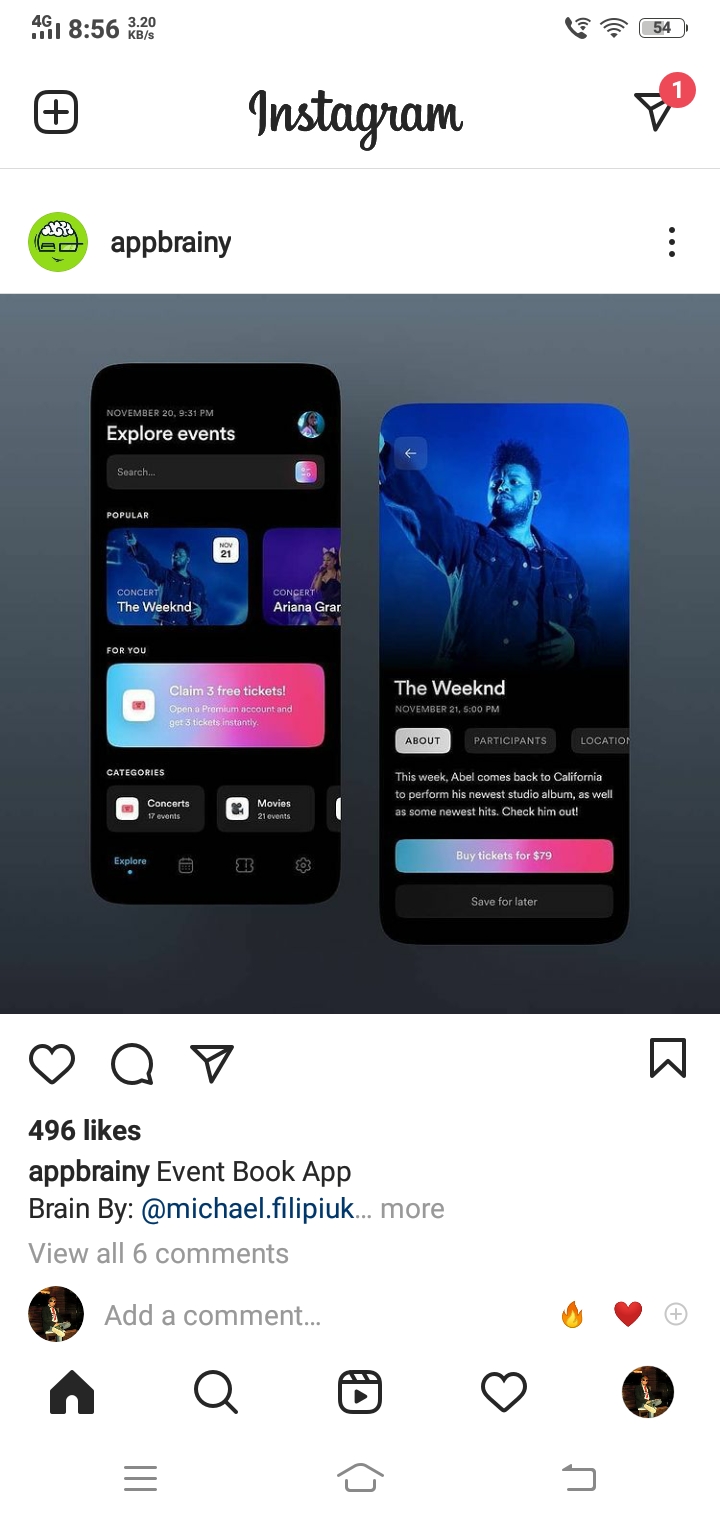 4G 8:56 3.20 KB/s 54
Instagram 1
appbrainy
NOVEMBER 20, 9:31 PM
Explore events
Search...
POPULAR
NOV
21
CONCERT
The Weeknd
CONCERT
Ariana Gran
FOR YOU
Claim 3 free tickets!
Open a Premium account and
get 3 tickets instantly.
CATEGORIES
Concerts
17 events
Movies
21 events
Explore
The Weeknd
NOVEMBER 21, 5:00 PM
ABOUT PARTICIPANTS LOCATION
This week, Abel comes back to California
to perform his newest studio album, as well
as some newest hits. Check him out!
Buy tickets for $79
Save for later
496 likes
appbrainy Event Book App
Brain By: @michael.filipiuk... more
View all 6 comments
Add a comment...